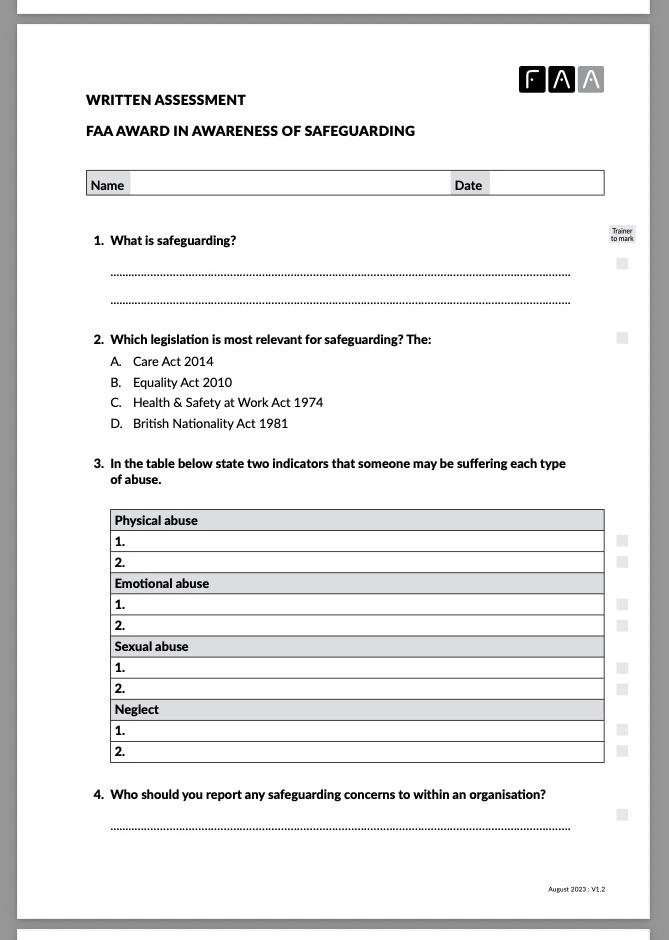 FAA
WRITTEN ASSESSMENT
FAA AWARD IN AWARENESS OF SAFEGUARDING
Name Date
Trainer
to mark
1. What is safeguarding?
................................................................................
................................................................................
2. Which legislation is most relevant for safeguarding? The:
A. Care Act 2014
B. Equality Act 2010
C. Health & Safety at Work Act 1974
D. British Nationality Act 1981
3. In the table below state two indicators that someone may be suffering each type
of abuse.
Physical abuse
1.
2.
Emotional abuse
1.
2.
Sexual abuse
1.
2.
Neglect
1.
2.
4. Who should you report any safeguarding concerns to within an organisation?
................................................................................
August 2023 : V1.2